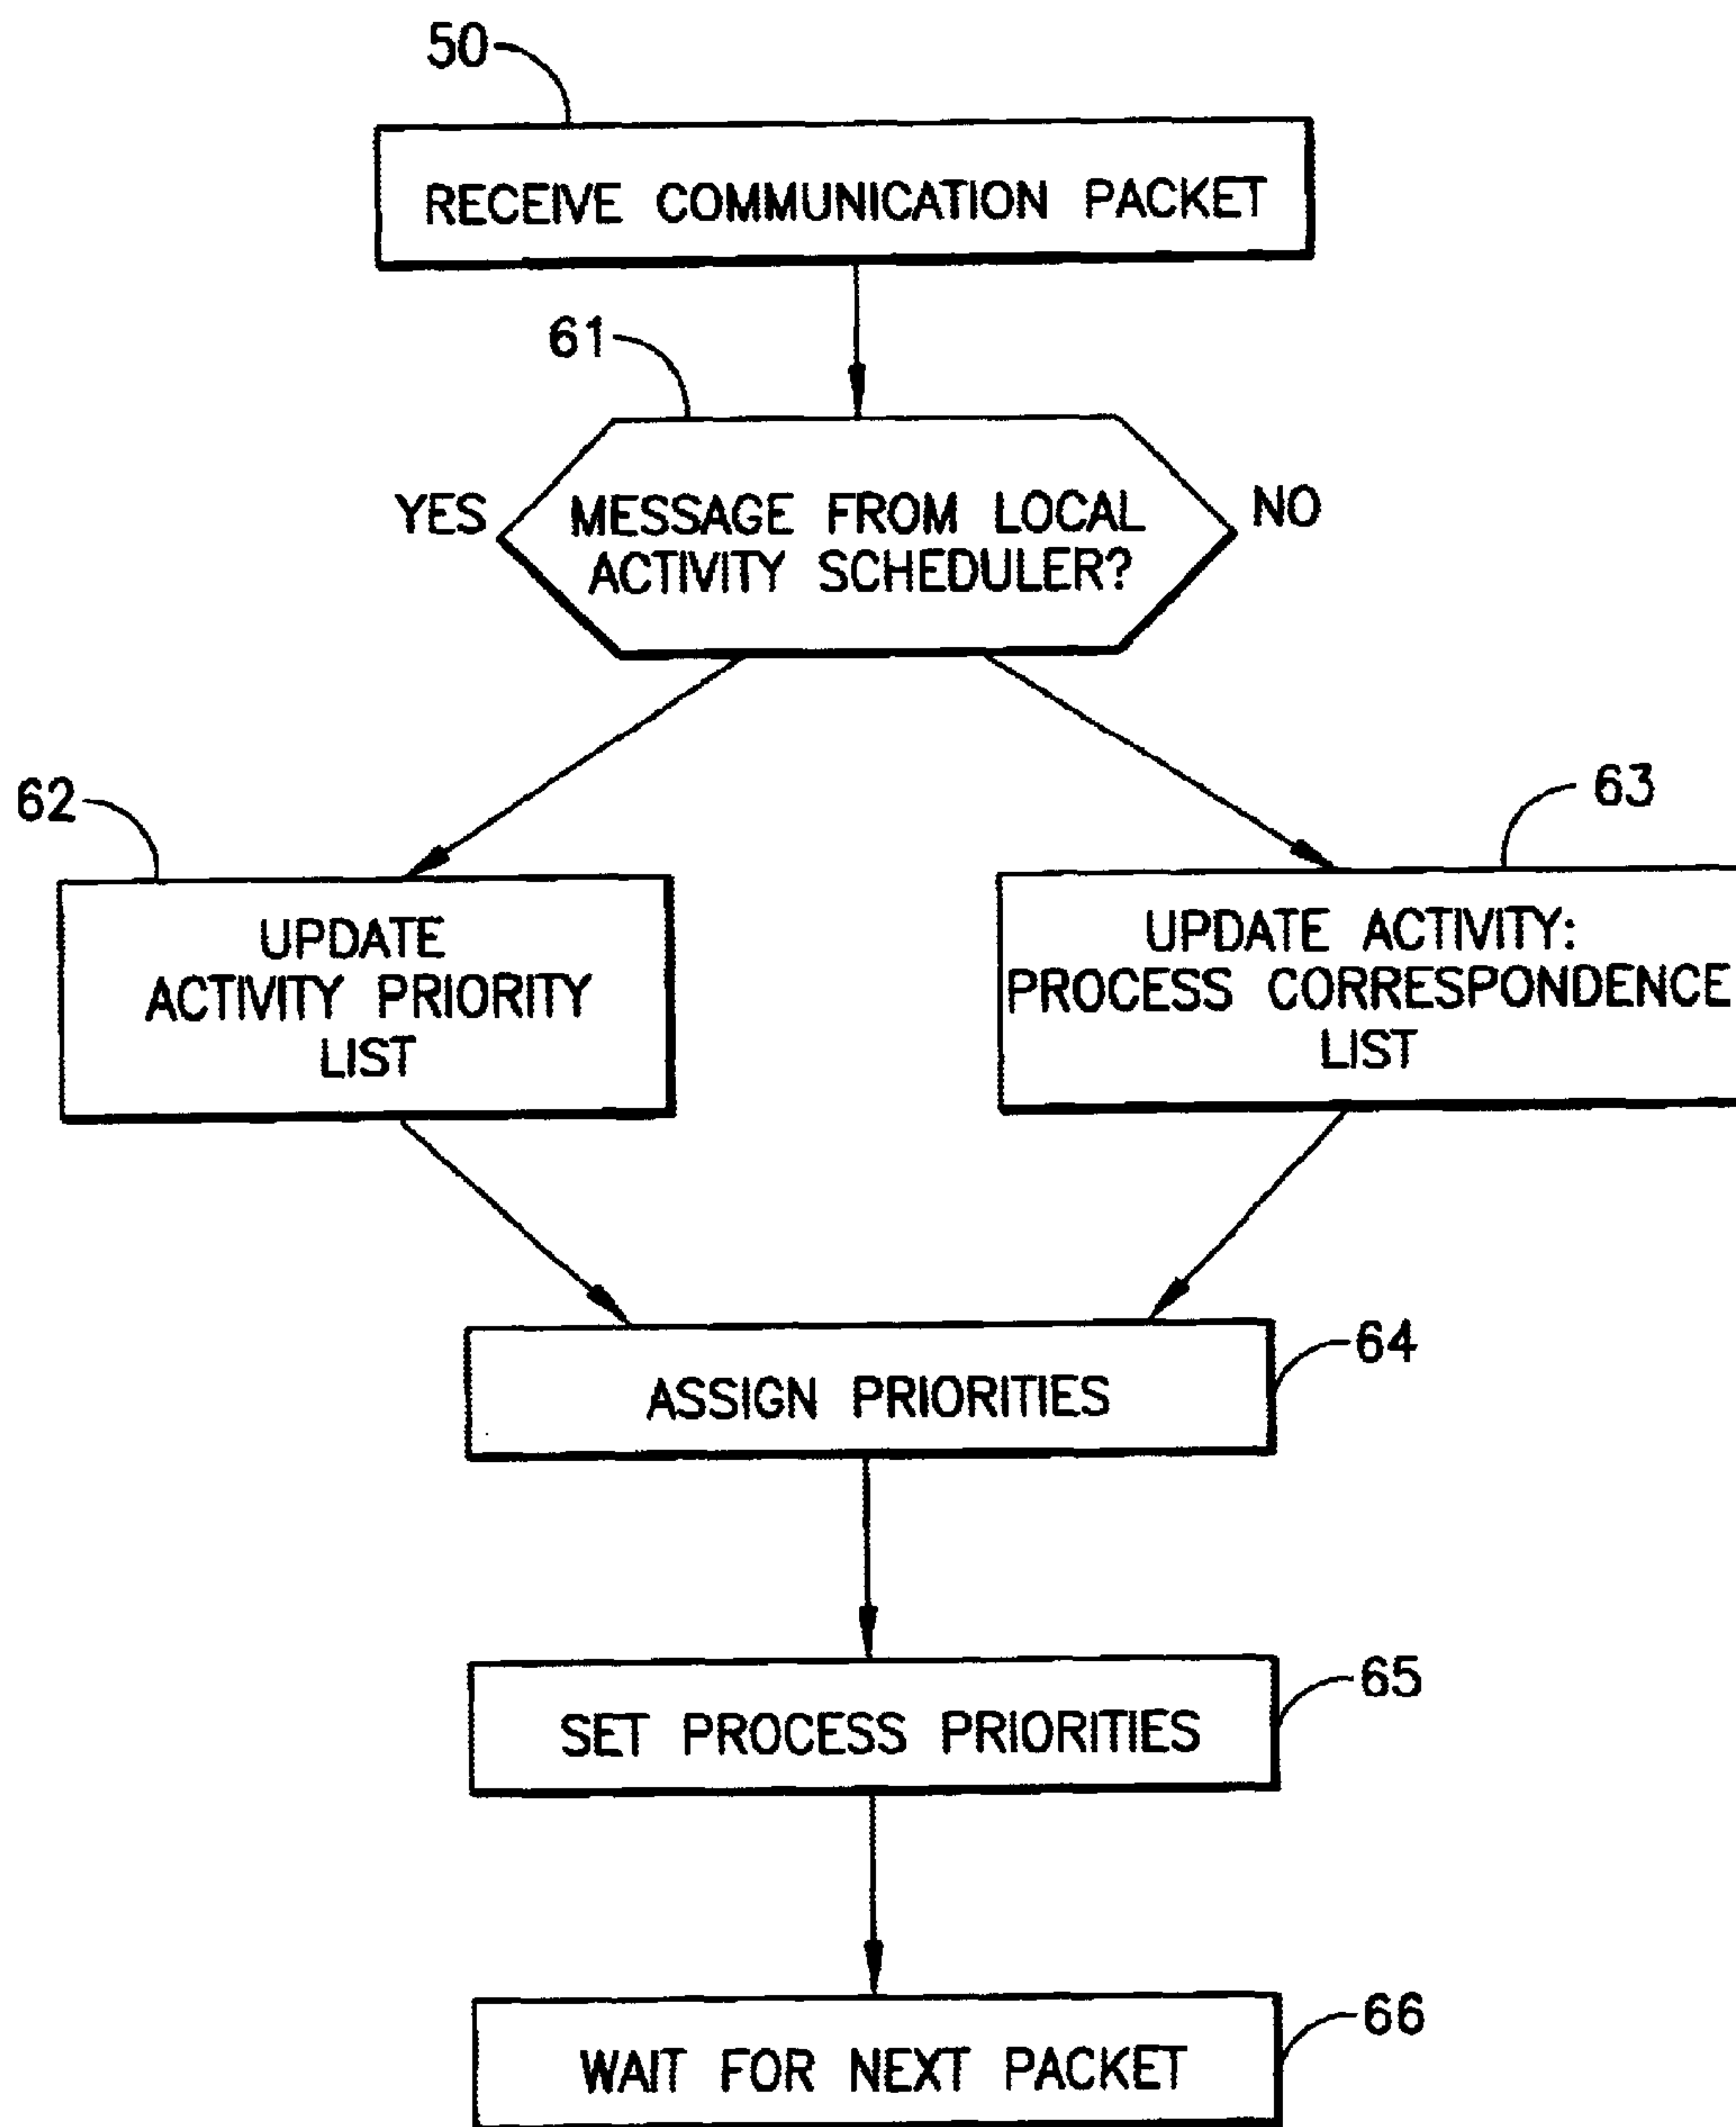 50
RECEIVE COMMUNICATION PACKET
61
YES
MESSAGE FROM LOCAL
ACTIVITY SCHEDULER?
NO
62
UPDATE
ACTIVITY PRIORITY
LIST
63
UPDATE ACTIVITY:
PROCESS CORRESPONDENCE
LIST
64
ASSIGN PRIORITIES
65
SET PROCESS PRIORITIES
66
WAIT FOR NEXT PACKET